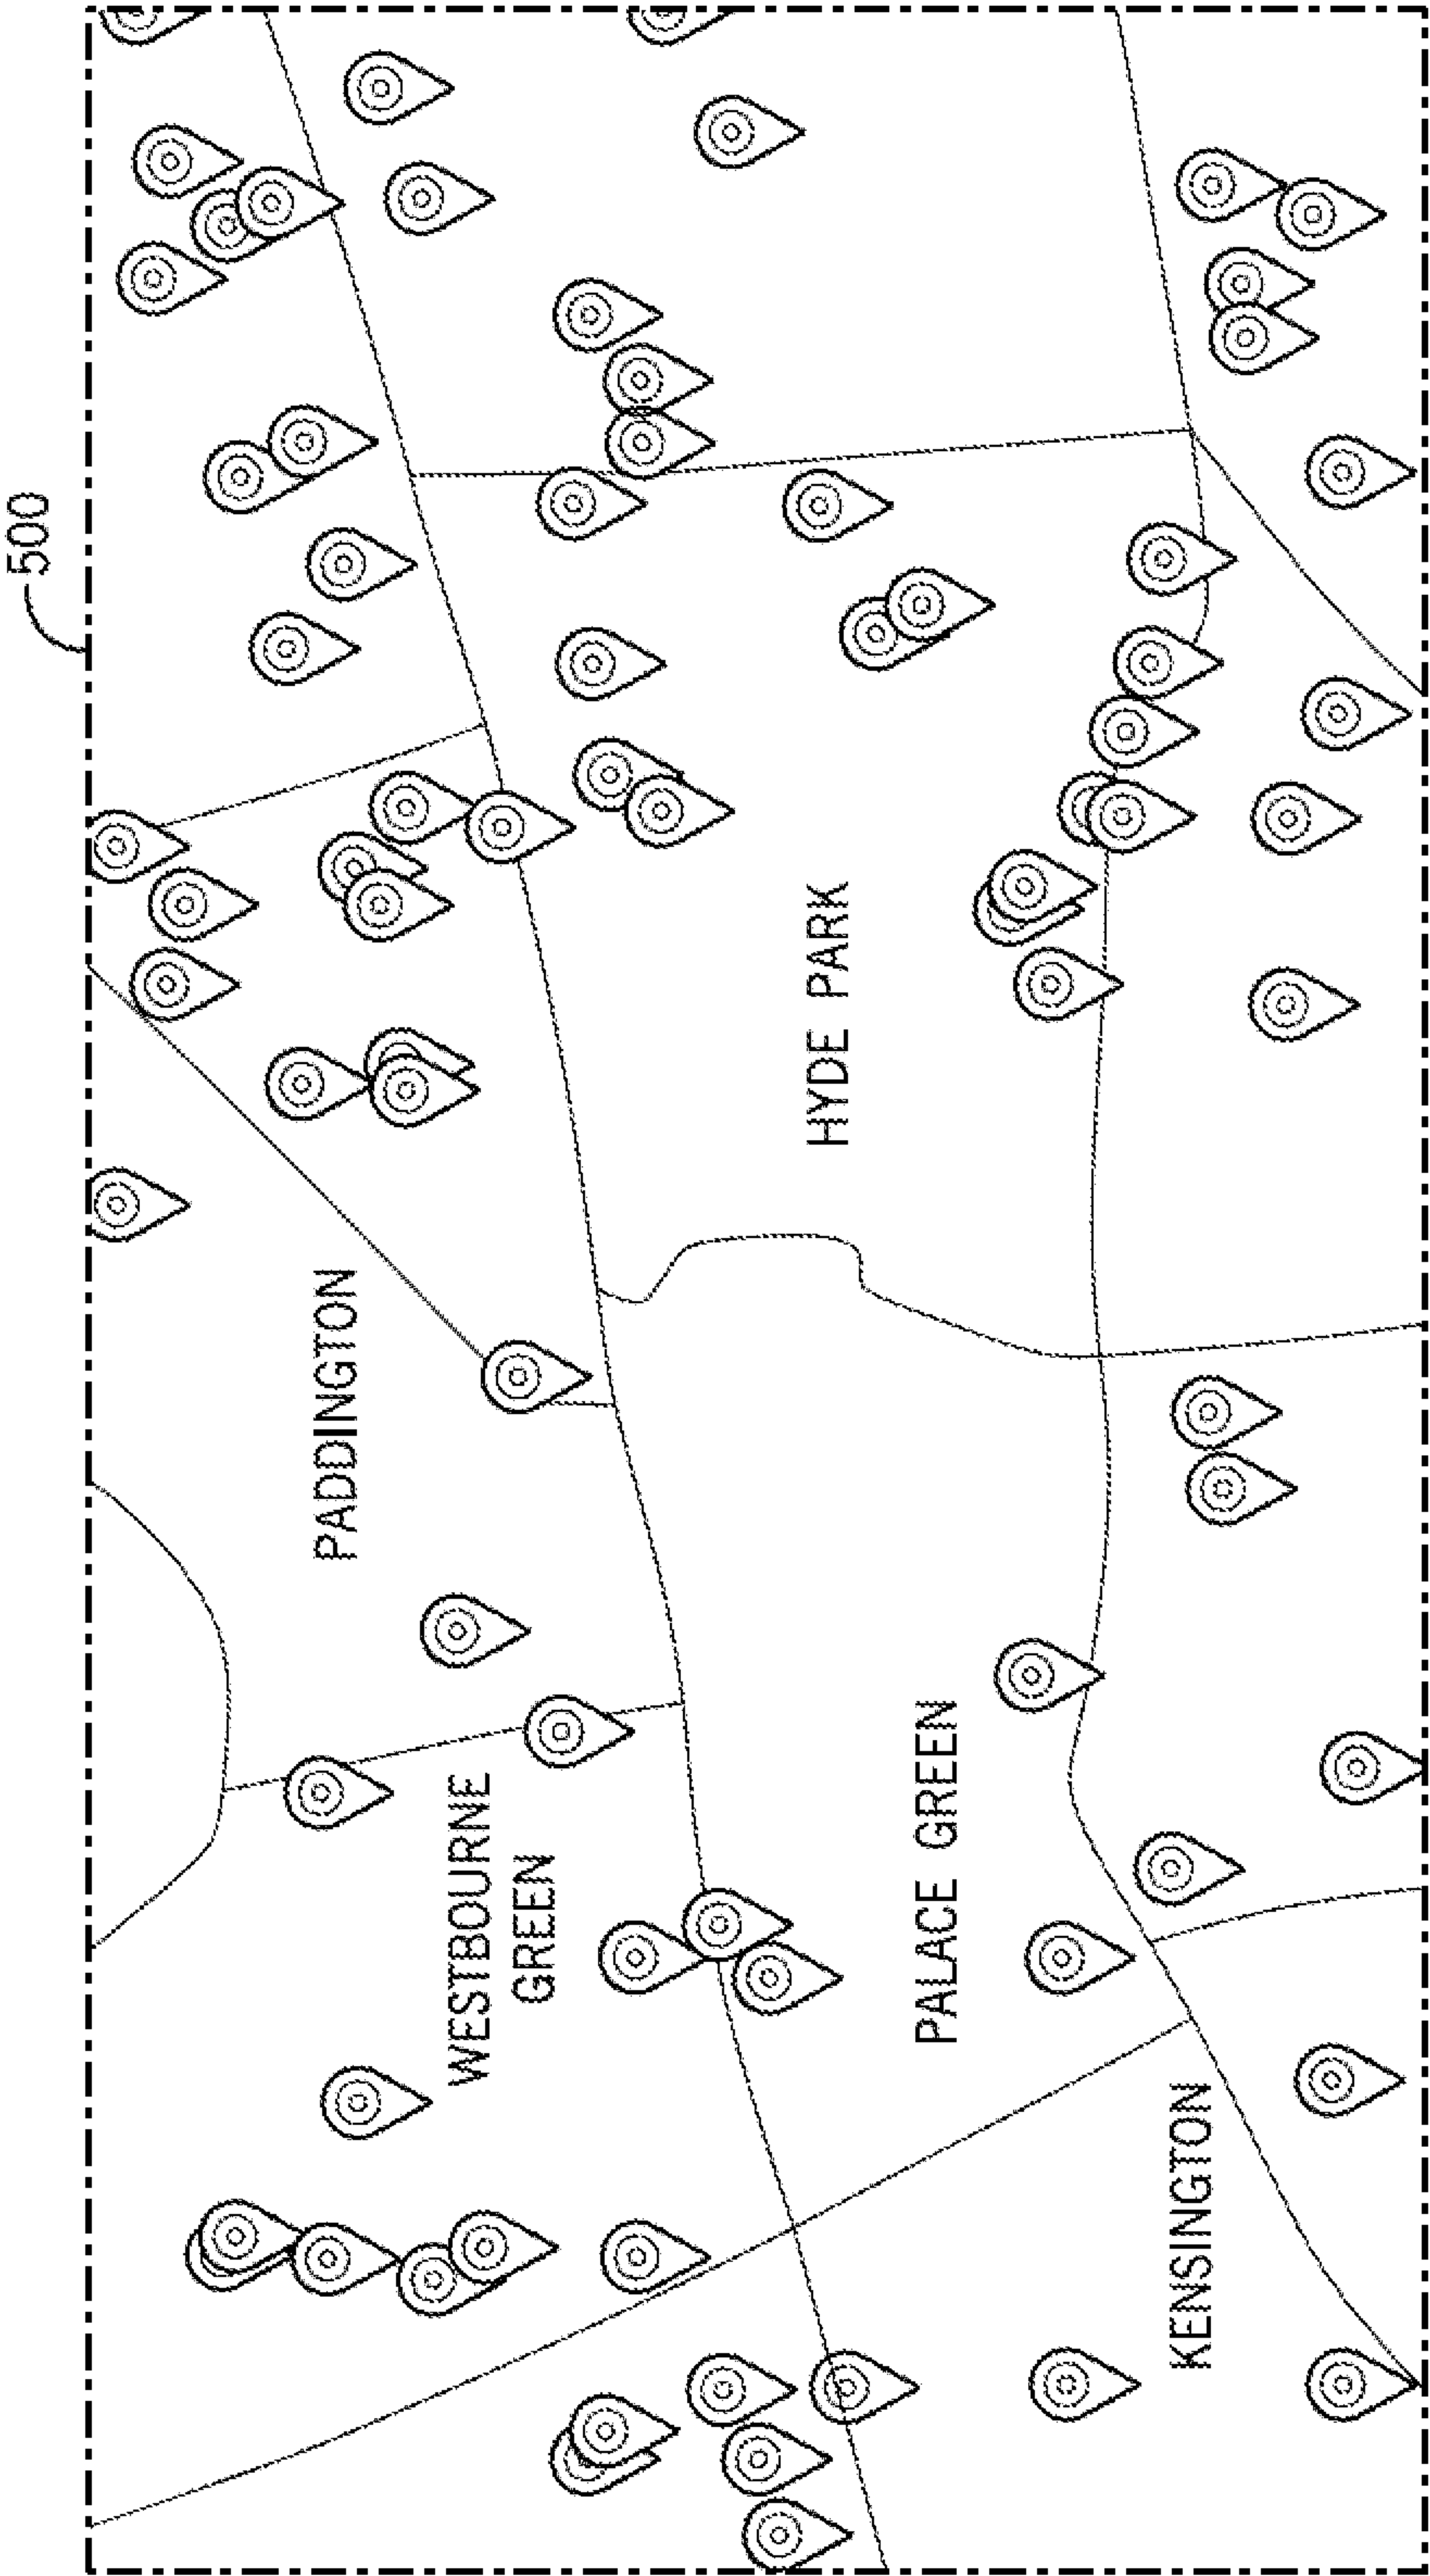 500
PADDINGTON
WESTBOURNE
GREEN
HYDE PARK
PALACE GREEN
KENSINGTON